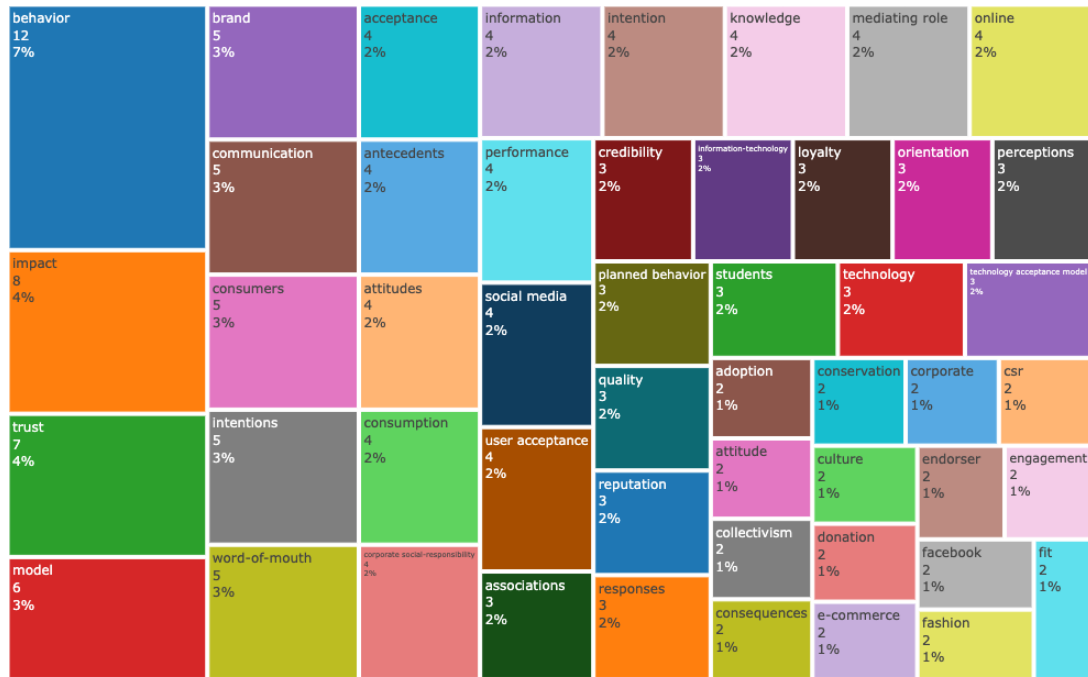 behavior
12
7%
impact
8
4%
trust
7
4%
model
6
3%
brand
5
3%
communication
5
3%
consumers
5
3%
intentions
5
3%
word-of-mouth
5
3%
acceptance
4
2%
antecedents
4
2%
attitudes
4
2%
consumption
4
2%
corporate social-responsibility
4
2%
information
4
2%
intention
4
2%
knowledge
4
2%
mediating role
4
2%
online
4
2%
performance
4
2%
social media
4
2%
user acceptance
4
2%
associations
3
2%
credibility
3
2%
information-technology
3
2%
loyalty
3
2%
orientation
3
2%
perceptions
3
2%
planned behavior
3
2%
quality
3
2%
reputation
3
2%
responses
3
2%
students
3
2%
technology
3
2%
technology acceptance model
3
2%
adoption
2
1%
attitude
2
1%
collectivism
2
1%
consequences
2
1%
conservation
2
1%
corporate
2
1%
csr
2
1%
culture
2
1%
donation
2
1%
e-commerce
2
1%
endorser
2
1%
engagement
2
1%
facebook
2
1%
fashion
2
1%
fit
2
1%